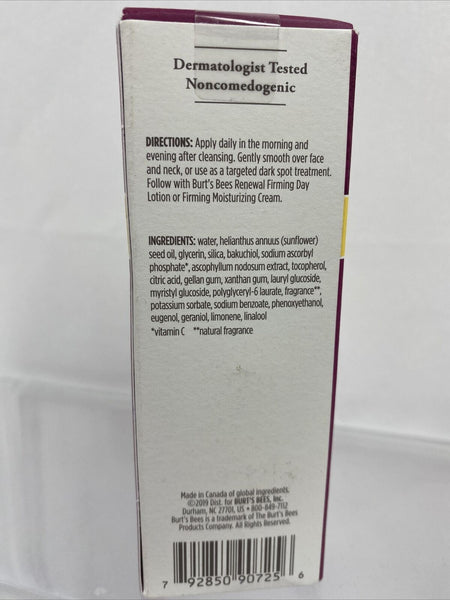 Dermatologist Tested
Noncomedogenic
DIRECTIONS: Apply daily in the morning and
evening after cleansing. Gently smooth over face
and neck, or use as a targeted dark spot treatment.
Follow with Burt's Bees Renewal Firming Day
Lotion or Firming Moisturizing Cream.
INGREDIENTS: water, helianthus annuus (sunflower)
seed oil, glycerin, silica, bakuchiol, sodium ascorbyl
phosphate*, ascophyllum nodosum extract, tocopherol,
citric acid, gellan gum, xanthan gum, lauryl glucoside,
myristyl glucoside, polyglyceryl-6 laurate, fragrance**,
potassium sorbate, sodium benzoate, phenoxyethanol,
eugenol, geraniol, limonene, linalool
*vitamin C **natural fragrance
Made in Canada of global ingredients.
©2019 Dist. for BURT'S BEES, Inc.
Durham, NC 27701, US • 800-849-7112
Burt's Bees is a trademark of The Burt's Bees
Products Company. All Rights Reserved.
7 92850 90725 6